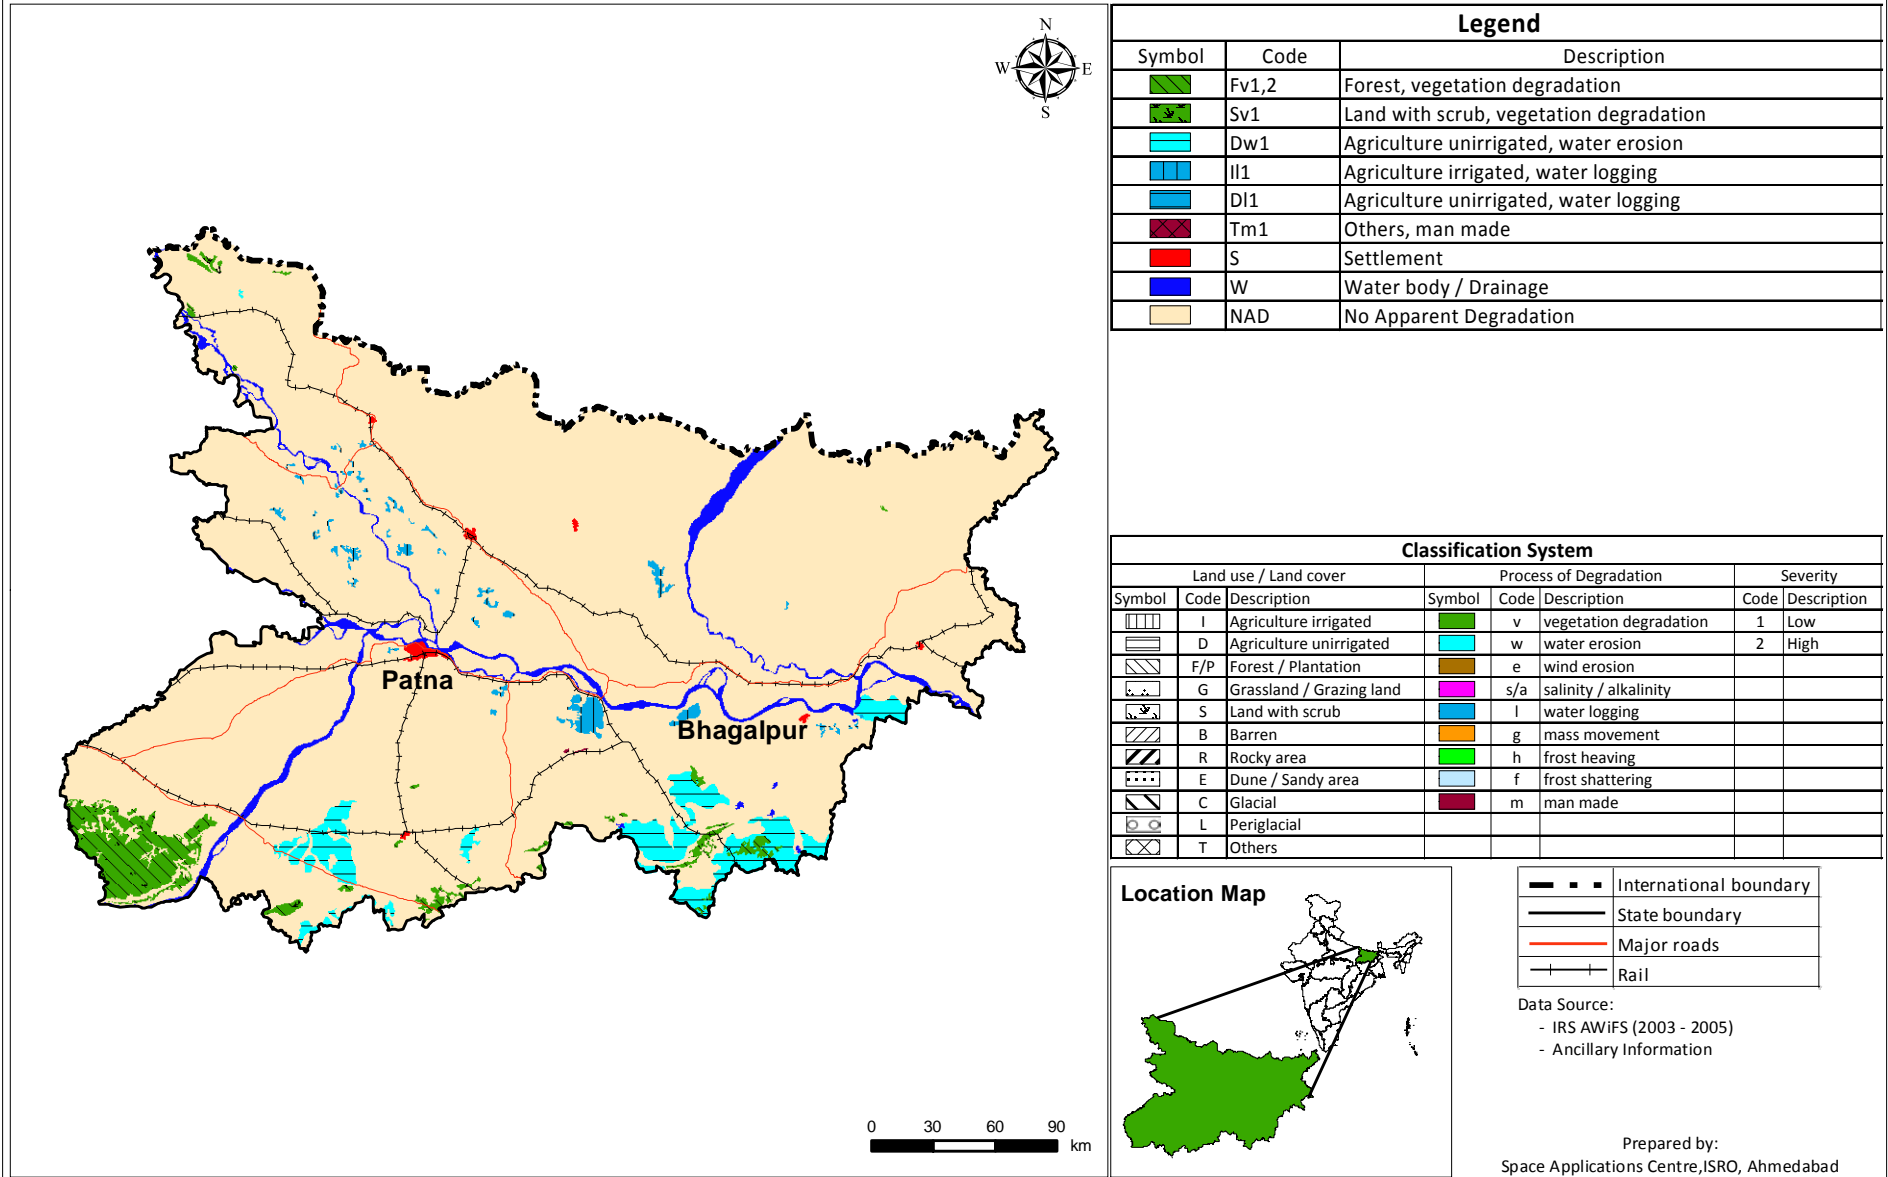 N
W E
S
Patna
Bhagalpur
0 30 60 90
km
Legend
Symbol Code Description
Fv1,2 Forest, vegetation degradation
Sv1 Land with scrub, vegetation degradation
Dw1 Agriculture unirrigated, water erosion
Il1 Agriculture irrigated, water logging
Dl1 Agriculture unirrigated, water logging
Tm1 Others, man made
S Settlement
W Water body / Drainage
NAD No Apparent Degradation
Classification System
Land use / Land cover Process of Degradation Severity
Symbol Code Description Symbol Code Description Code Description
I Agriculture irrigated v vegetation degradation 1 Low
D Agriculture unirrigated w water erosion 2 High
F/P Forest / Plantation e wind erosion
G Grassland / Grazing land s/a salinity / alkalinity
S Land with scrub l water logging
B Barren g mass movement
R Rocky area h frost heaving
E Dune / Sandy area f frost shattering
C Glacial m man made
L Periglacial
T Others
Location Map
International boundary
State boundary
Major roads
Rail
Data Source:
- IRS AWiFS (2003 - 2005)
- Ancillary Information
Prepared by:
Space Applications Centre,ISRO, Ahmedabad